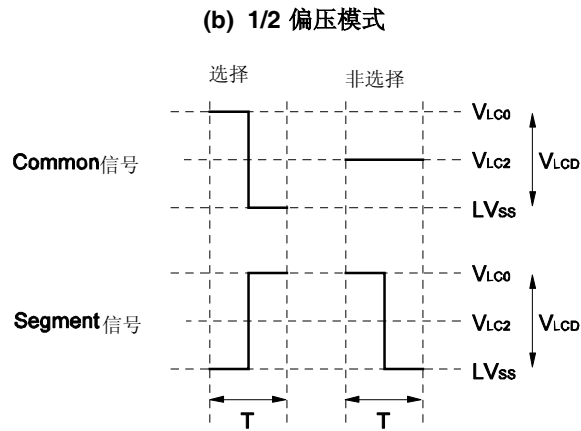 (b) 1/2 偏压模式
选择 非选择
VLC0
Common信号 VLC2 VLCD
LVSS
VLC0
Segment信号 VLC2 VLCD
LVSS
T T